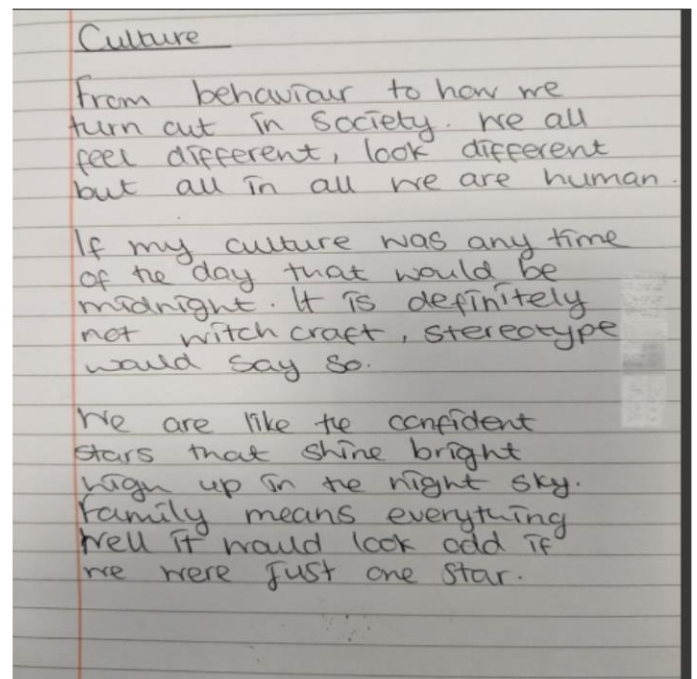 Culture
From behaviour to how we
turn out in society. we all
feel different, look different
but all in all we are human.
If my culture was any time
of the day that would be
midnight. It is definitely
not witch craft, stereotype
would say so.
We are like the confident
stars that shine bright
high up in the night sky.
Family means everything
Well it would look odd if
we were just one star.